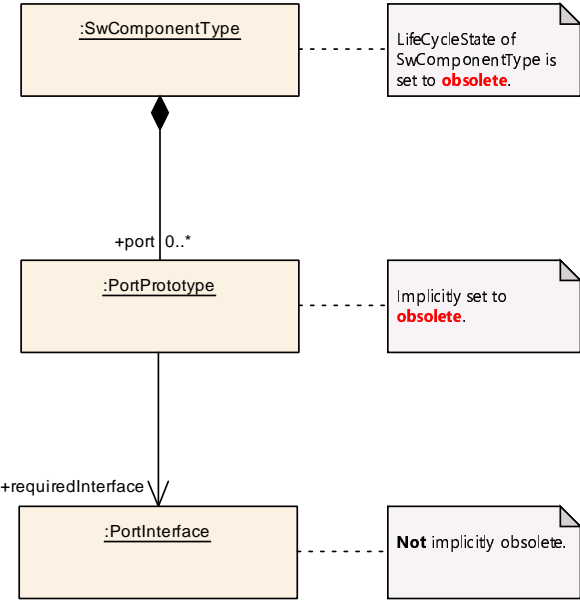 :SwComponentType
LifeCycleState of
SwComponentType is
set to obsolete.
+port 0..*
:PortPrototype
Implicitly set to
obsolete.
+requiredInterface
:PortInterface
Not implicitly obsolete.